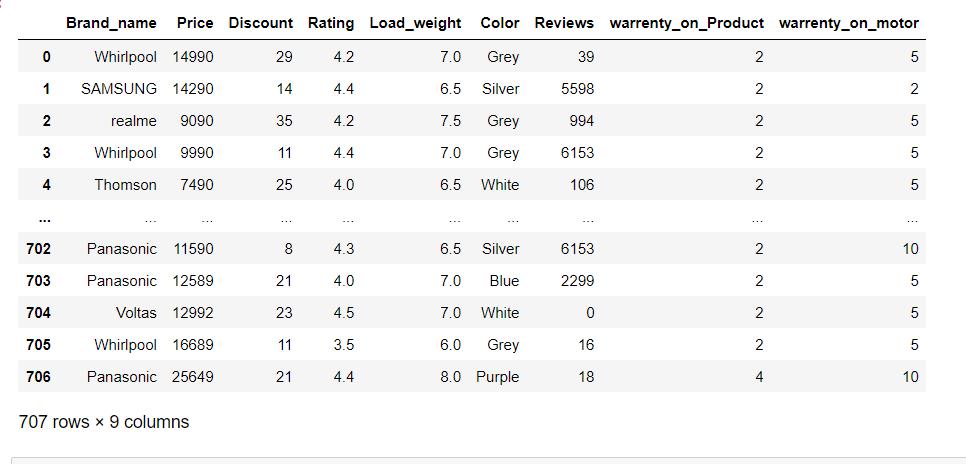 Brand_name Price Discount Rating Load_weight Color Reviews warrenty_on_Product warrenty_on_motor
0 Whirlpool 14990 29 4.2 7.0 Grey 39 2 5
1 SAMSUNG 14290 14 4.4 6.5 Silver 5598 2 2
2 realme 9090 35 4.2 7.5 Grey 994 2 5
3 Whirlpool 9990 11 4.4 7.0 Grey 6153 2 5
4 Thomson 7490 25 4.0 6.5 White 106 2 5
... ... ... ... ... ... ... ... ... ...
702 Panasonic 11590 8 4.3 6.5 Silver 6153 2 10
703 Panasonic 12589 21 4.0 7.0 Blue 2299 2 5
704 Voltas 12992 23 4.5 7.0 White 0 2 5
705 Whirlpool 16689 11 3.5 6.0 Grey 16 2 5
706 Panasonic 25649 21 4.4 8.0 Purple 18 4 10
707 rows × 9 columns